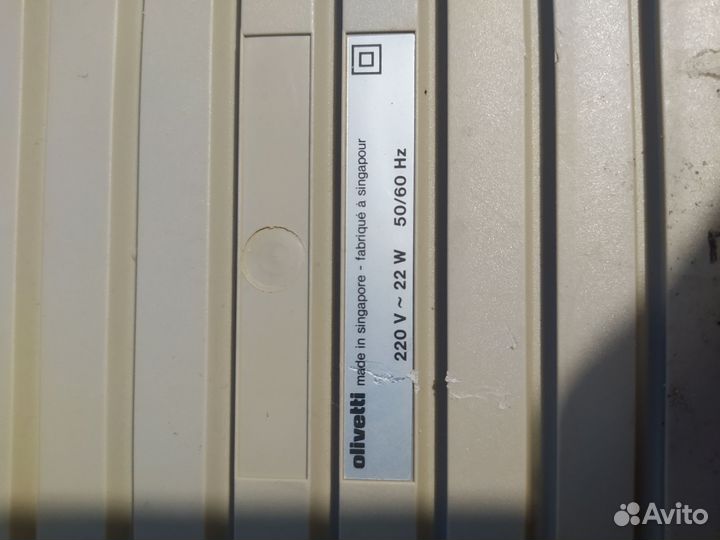 olivetti made in singapore - fabriqué à singapour
220 V ~ 22 W 50/60 Hz
Avito